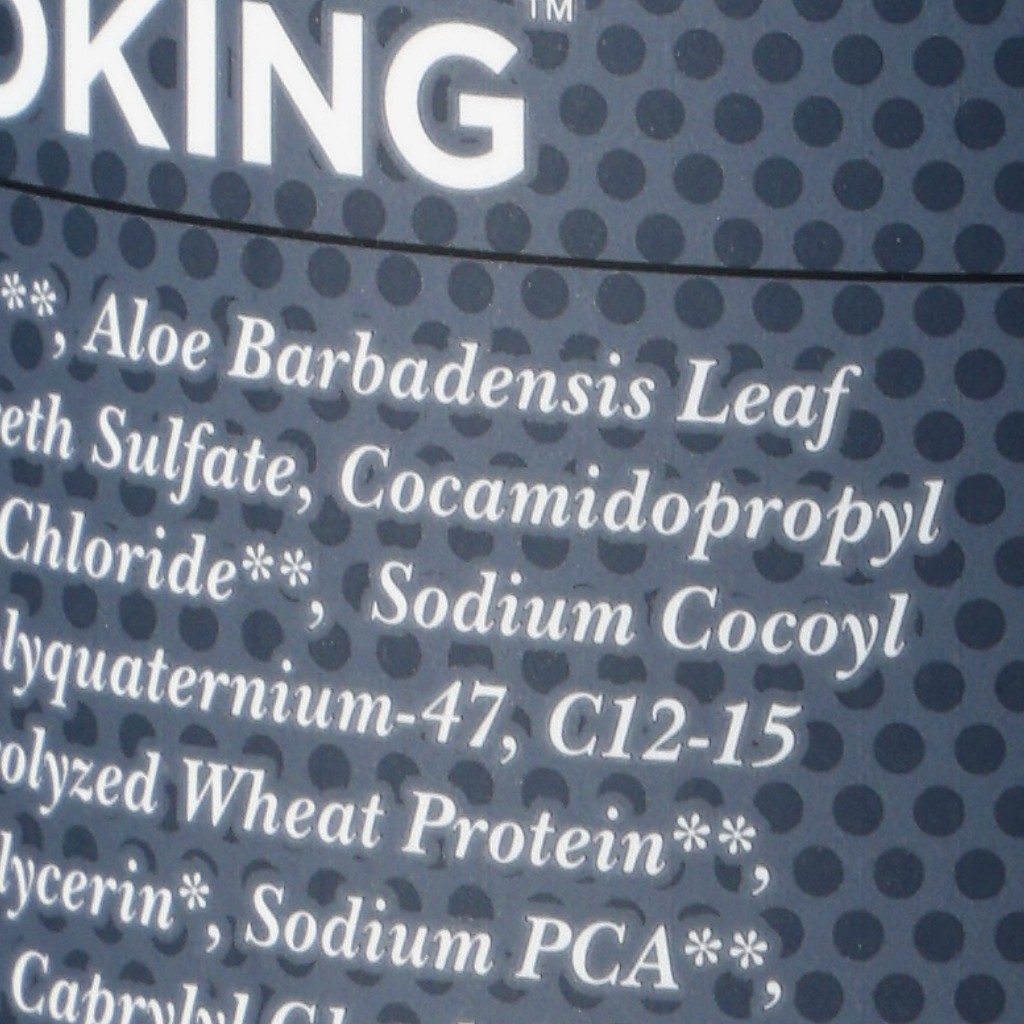 OKING™
**, Aloe Barbadensis Leaf
eth Sulfate, Cocamidopropyl
Chloride**, Sodium Cocoyl
lyquaternium-47, C12-15
olyzed Wheat Protein**,
lycerin*, Sodium PCA**,
Caprylyl